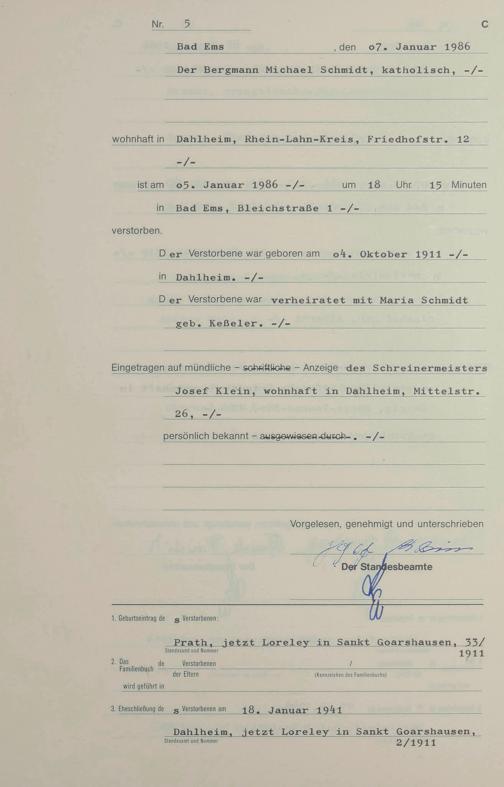 Nr. 5 C
Bad Ems , den o7. Januar 1986
Der Bergmann Michael Schmidt, katholisch, -/-
wohnhaft in Dahlheim, Rhein-Lahn-Kreis, Friedhofstr. 12
-/-
ist am o5. Januar 1986 -/- um 18 Uhr 15 Minuten
in Bad Ems, Bleichstraße 1 -/-
verstorben.
D er Verstorbene war geboren am o4. Oktober 1911 -/-
in Dahlheim. -/-
D er Verstorbene war verheiratet mit Maria Schmidt
geb. Keßeler. -/-
Eingetragen auf mündliche – schriftliche – Anzeige des Schreinermeisters
Josef Klein, wohnhaft in Dahlheim, Mittelstr.
26, -/-
persönlich bekannt – ausgewiesen durch . -/-
Vorgelesen, genehmigt und unterschrieben
Der Standesbeamte
1. Geburtseintrag de s Verstorbenen:
Prath, jetzt Loreley in Sankt Goarshausen, 33/
Standesamt und Nummer 1911
2. Das Familienbuch de Verstorbenen /
der Eltern (Kennzeichen des Familienbuchs)
wird geführt in
3. Eheschließung de s Verstorbenen am 18. Januar 1941
Dahlheim, jetzt Loreley in Sankt Goarshausen,
Standesamt und Nummer 2/1911